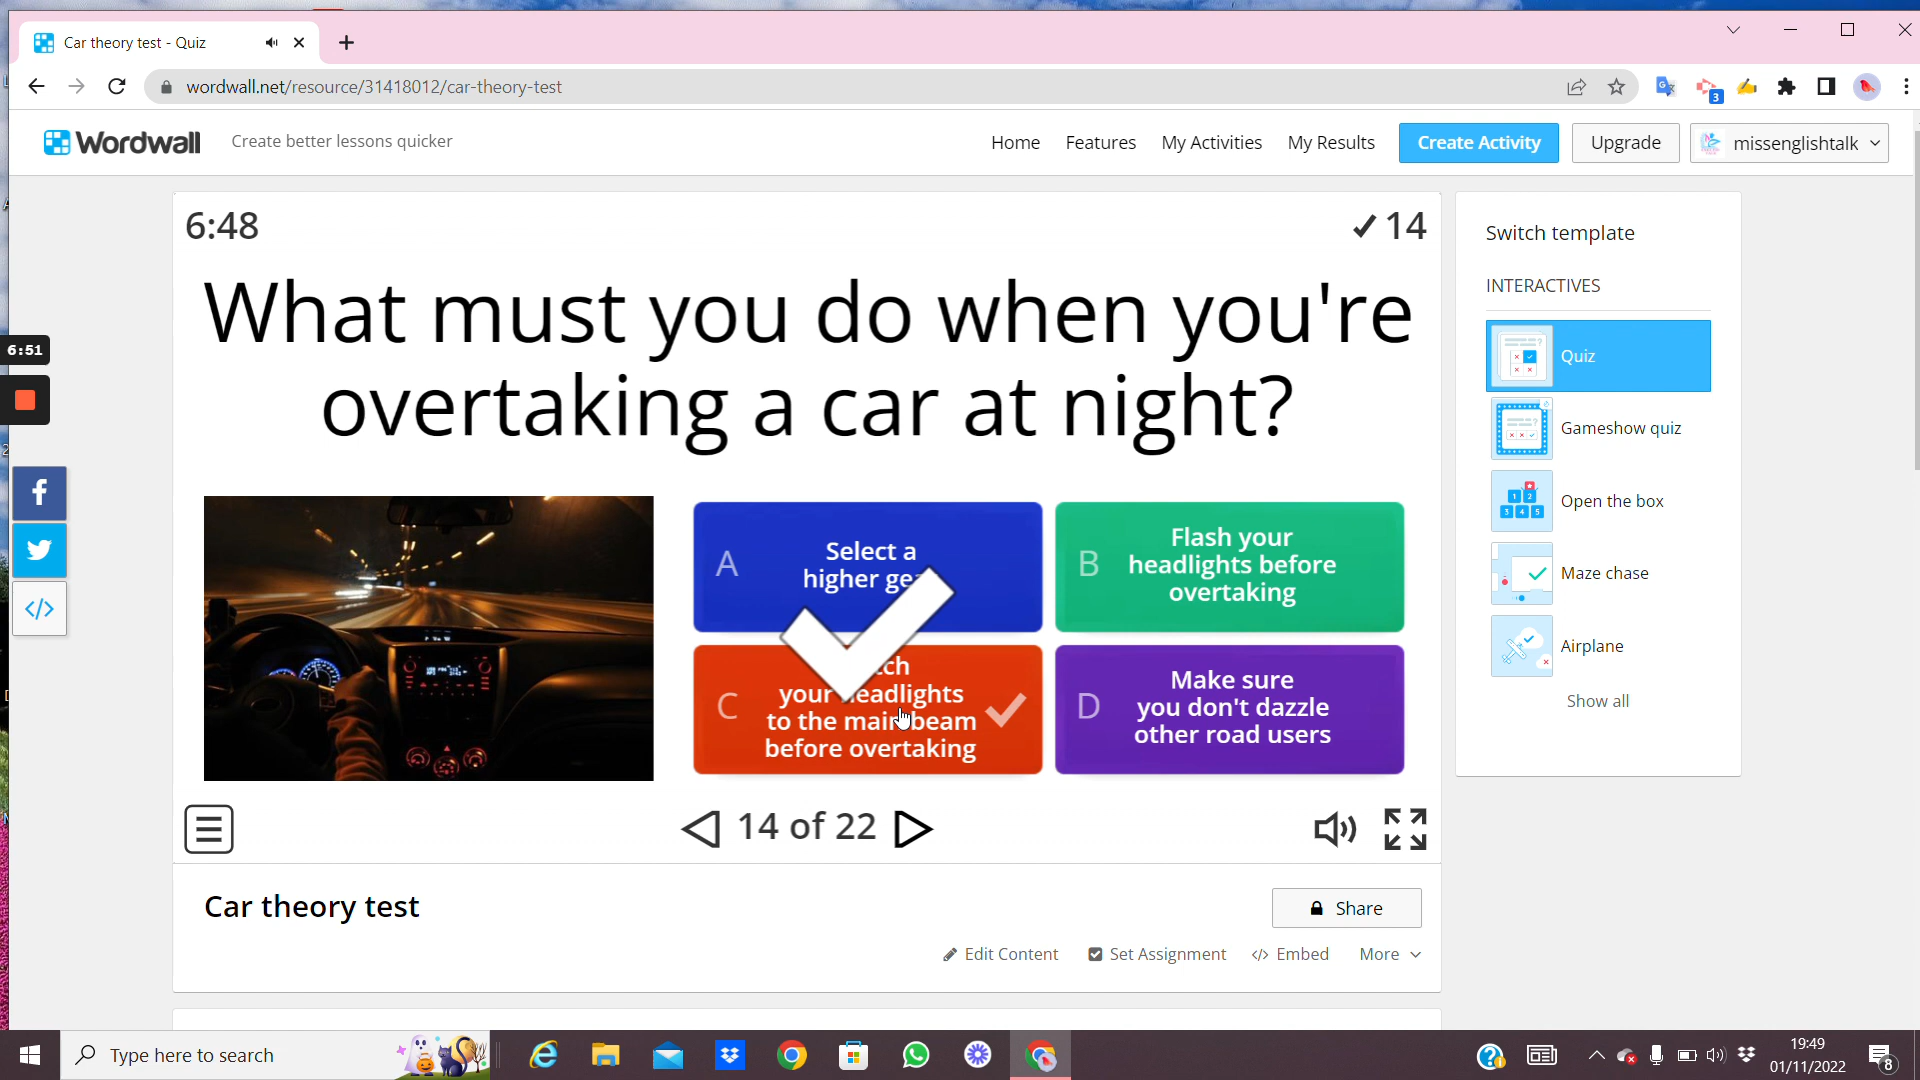 Car theory test - Quiz
wordwall.net/resource/31418012/car-theory-test
3
Wordwall
Create better lessons quicker
Home
Features
My Activities
My Results
Create Activity
Upgrade
missenglishtalk
6:48
14
What must you do when you're
overtaking a car at night?
6:51
A
Select a
higher
B
Flash your
headlights before
overtaking
C
your headlights
to the main beam
before overtaking
D
Make sure
you don't dazzle
other road users
14 of 22
Car theory test
Share
Edit Content
Set Assignment
</> Embed
More
Switch template
INTERACTIVES
Quiz
Gameshow quiz
Open the box
Maze chase
Airplane
Show all
Type here to search
19:49
01/11/2022
8